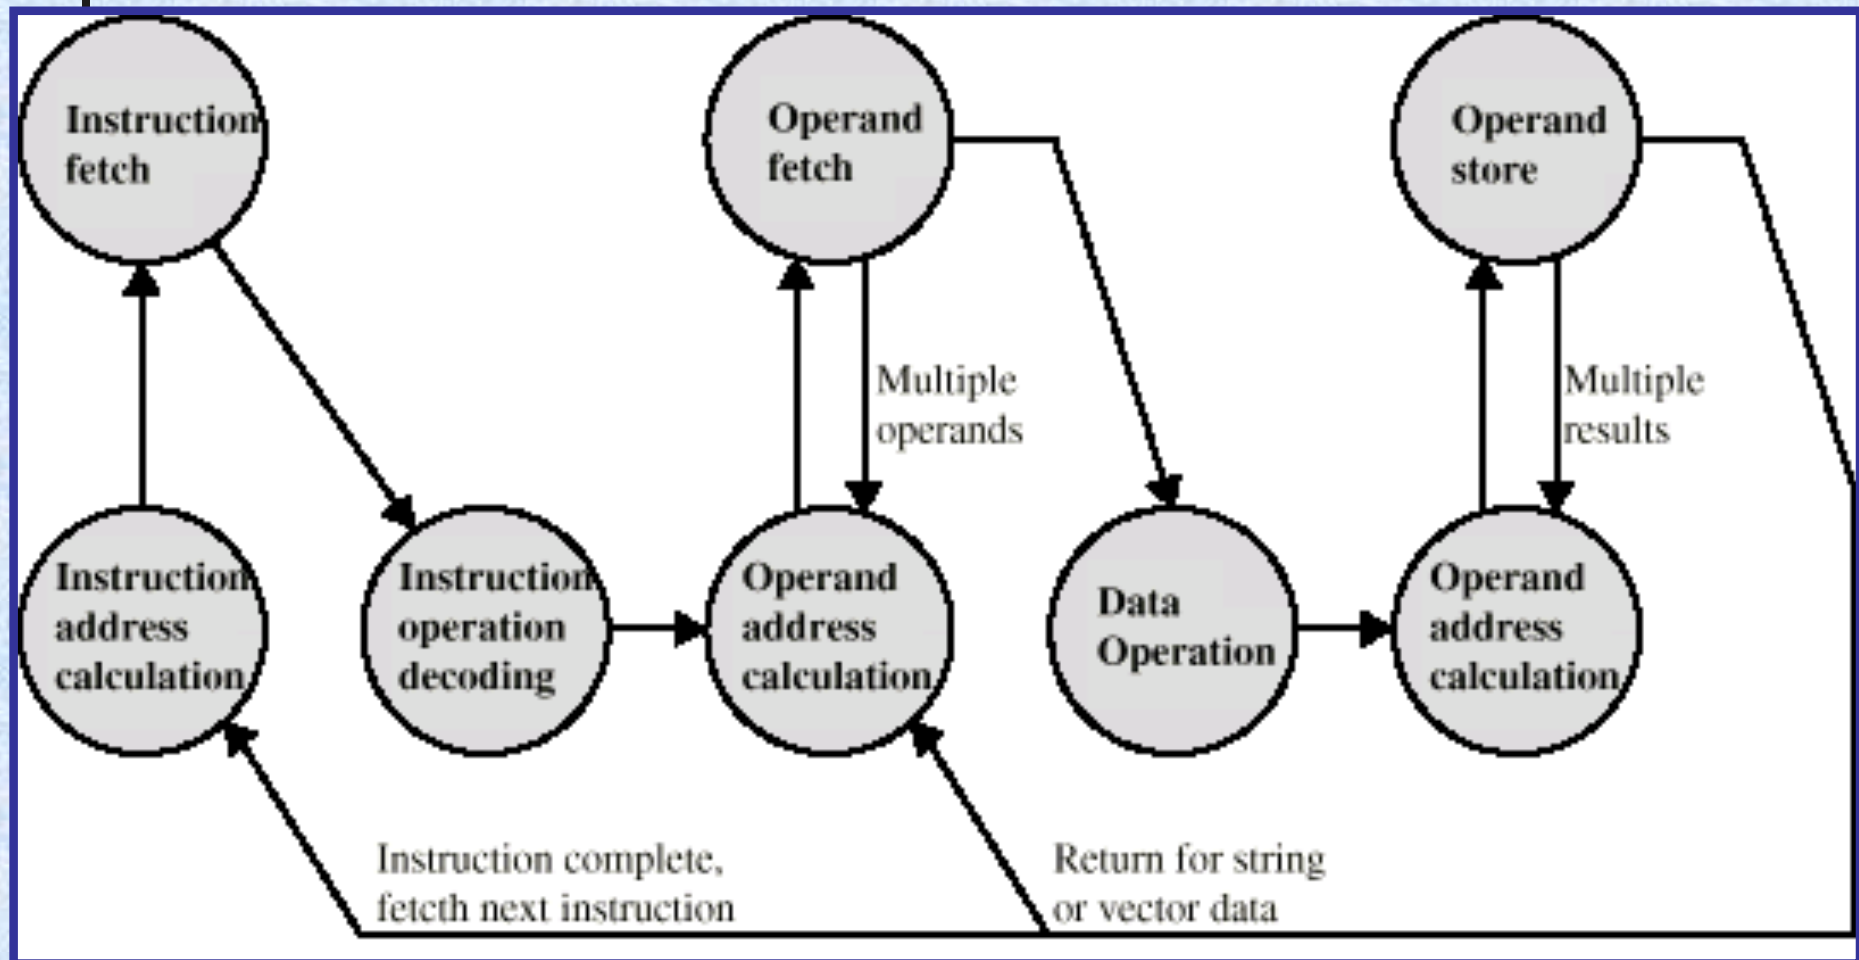 Instruction
fetch
Operand
fetch
Operand
store
Multiple
operands
Multiple
results
Instruction
address
calculation
Instruction
operation
decoding
Operand
address
calculation
Data
Operation
Operand
address
calculation
Instruction complete,
fetcth next instruction
Return for string
or vector data